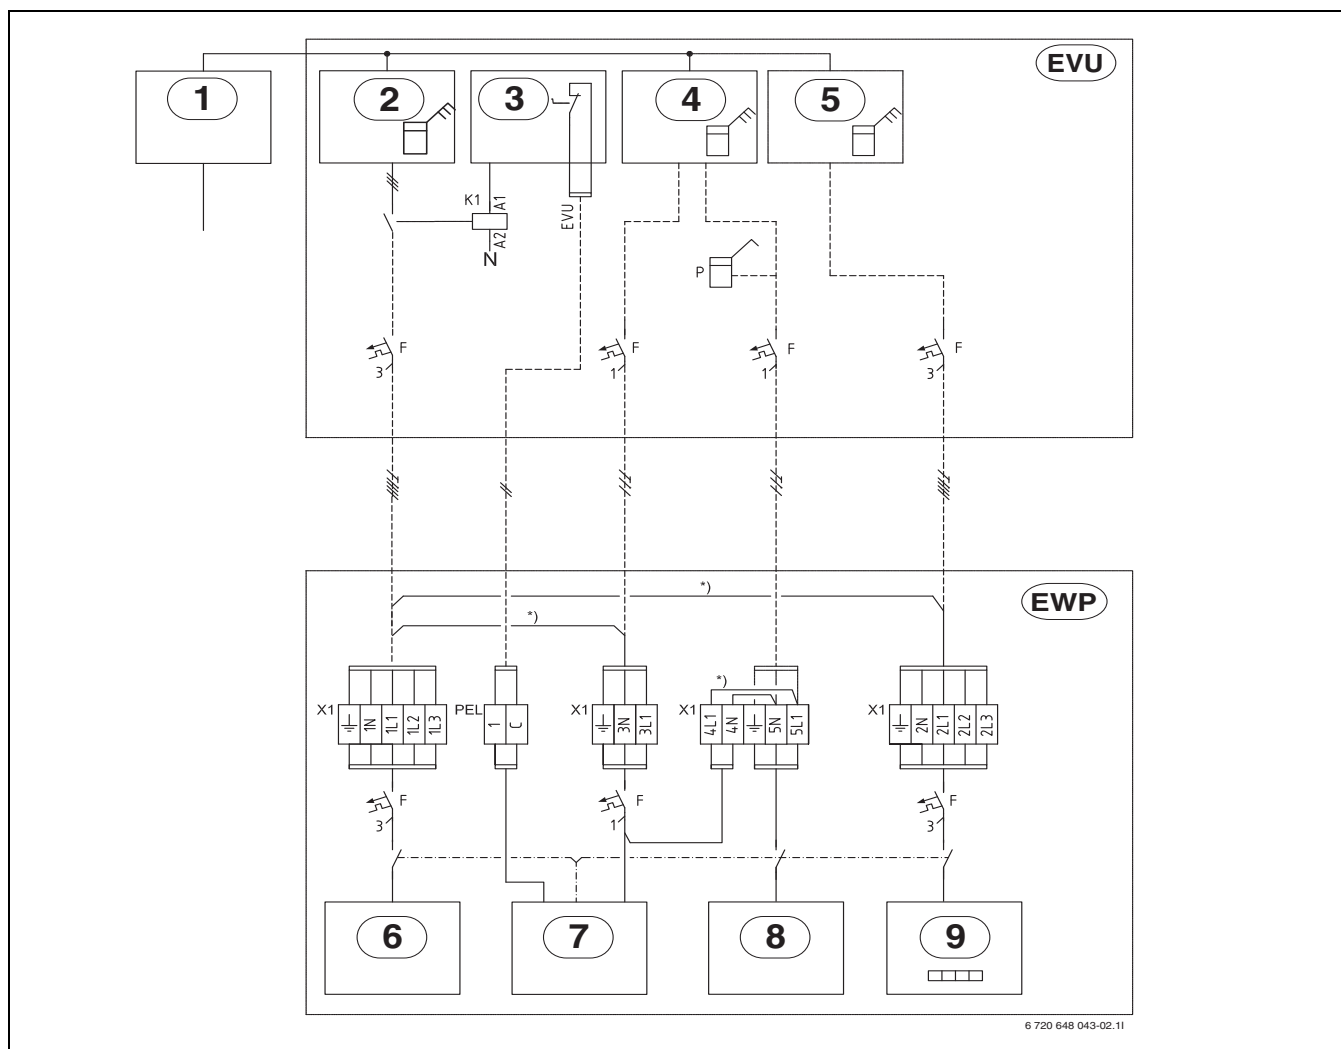 EVU
1
2
3
4
5
K1
A1
A2
N
EVU
P
F
3
F
1
F
1
F
3
EWP
*)
*)
*)
X1
1N
1L1
1L2
1L3
PEL
1
C
X1
3N
3L1
X1
4L1
4N
5N
5L1
X1
2N
2L1
2L2
2L3
F
3
F
1
F
3
6
7
8
9
6 720 648 043-02.1I